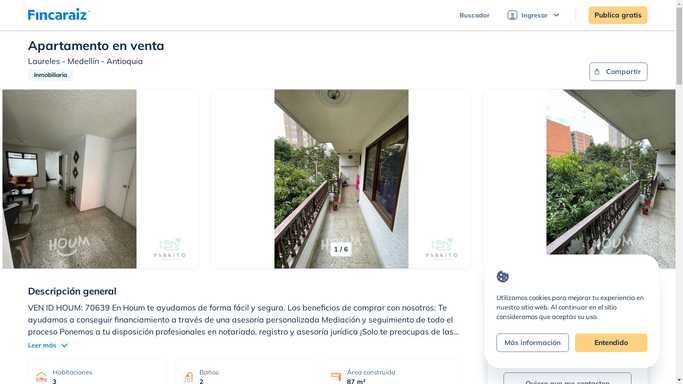 Fincaraiz
Buscador
Ingresar
Publica gratis
Apartamento en venta
Laureles - Medellín - Antioquia
Inmobiliaria
Compartir
HOUM
PARAITO
HOUM
1 / 6
PARAITO
HOUM
Descripción general
VEN ID HOUM: 70639 En Houm te ayudamos de forma fácil y segura. Los beneficios de comprar con nosotros: Te
ayudamos a conseguir financiamiento a través de una asesoría personalizada Mediación y seguimiento de todo el
proceso Ponemos a tu disposición profesionales en notariado, registro y asesoría jurídica ¡Solo te preocupas de las...
Leer más
Habitaciones
3
Baños
2
Área construida
87 m²
Utilizamos cookies para mejorar tu experiencia en
nuestro sitio web. Al continuar en el sitio
consideramos que aceptas su uso.
Más información
Entendido
Quiero que me contacten